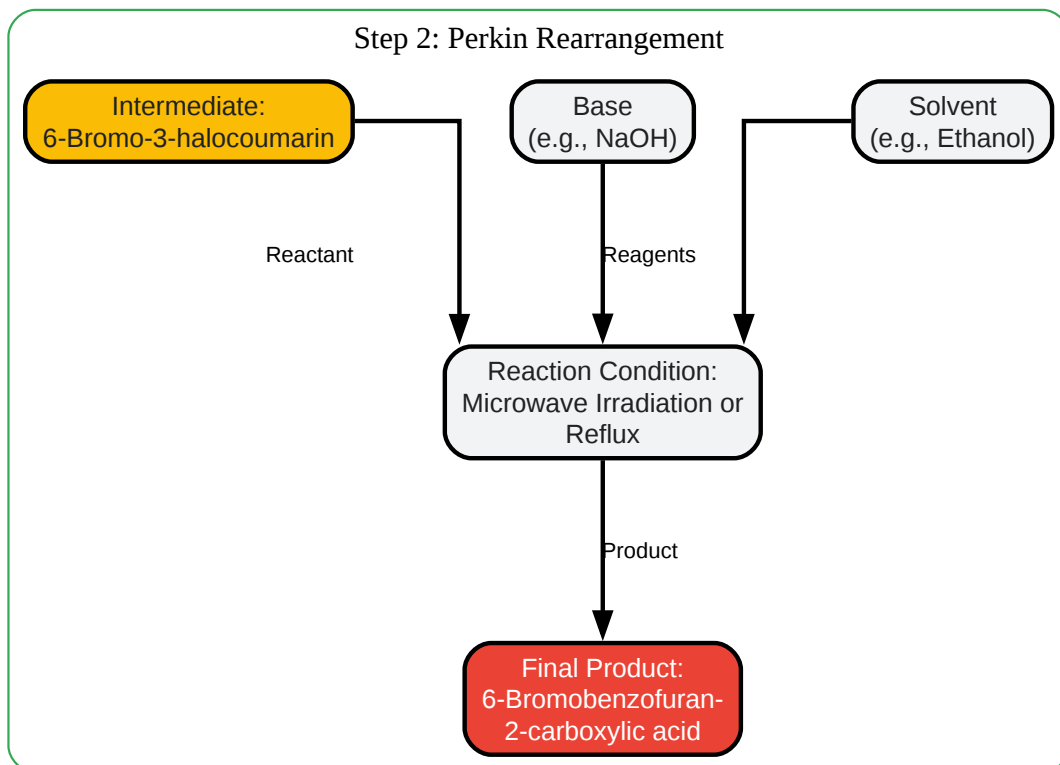 Step 2: Perkin Rearrangement
Intermediate:
6-Bromo-3-halocoumarin
Base
(e.g., NaOH)
Solvent
(e.g., Ethanol)
Reactant
Reagents
Reaction Condition:
Microwave Irradiation or
Reflux
Product
Final Product:
6-Bromobenzofuran-
2-carboxylic acid